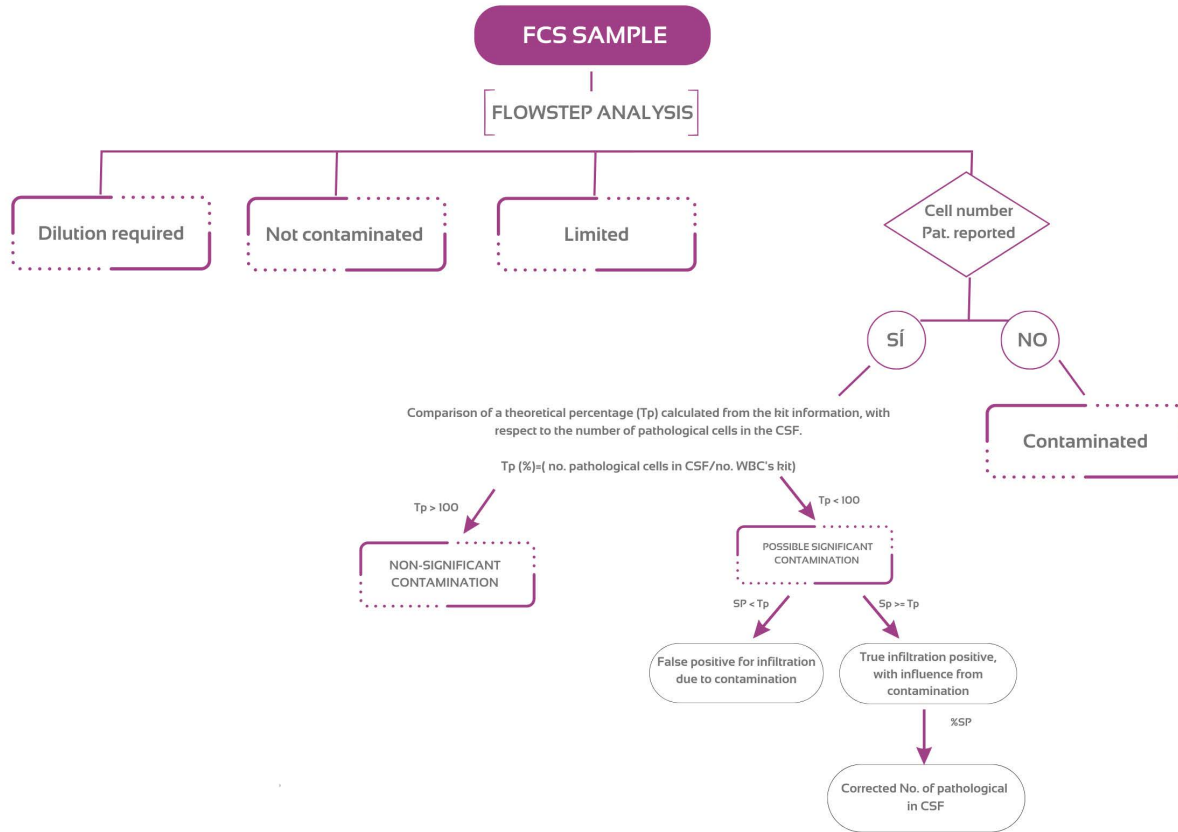 FCS SAMPLE
FLOWSTEP ANALYSIS
Dilution required
Not contaminated
Limited
Cell number
Pat. reported
SÍ
NO
Comparison of a theoretical percentage (Tp) calculated from the kit information, with
respect to the number of pathological cells in the CSF.
Tp (%)=( no. pathological cells in CSF/no. WBC's kit)
Contaminated
Tp > 100
Tp < 100
NON-SIGNIFICANT
CONTAMINATION
POSSIBLE SIGNIFICANT
CONTAMINATION
SP < Tp
Sp >= Tp
False positive for infiltration
due to contamination
True infiltration positive,
with influence from
contamination
%SP
Corrected No. of pathological
in CSF